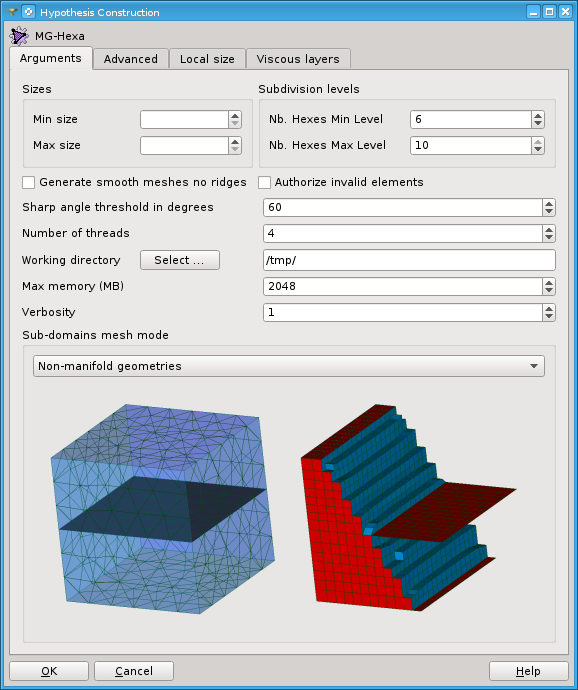 Hypothesis Construction
MG-Hexa
Arguments Advanced Local size Viscous layers
Sizes Subdivision levels
Min size Nb. Hexes Min Level 6
Max size Nb. Hexes Max Level 10
Generate smooth meshes no ridges Authorize invalid elements
Sharp angle threshold in degrees 60
Number of threads 4
Working directory Select ... /tmp/
Max memory (MB) 2048
Verbosity 1
Sub-domains mesh mode
Non-manifold geometries
OK Cancel Help